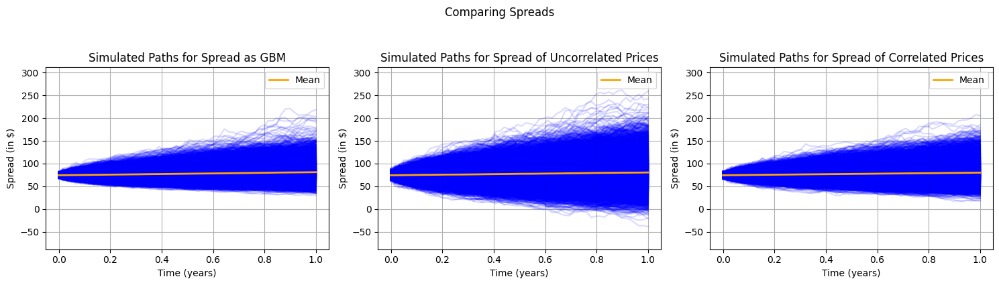 Comparing Spreads
Simulated Paths for Spread as GBM
Mean
300
250
200
150
100
50
0
−50
Spread (in $)
0.0 0.2 0.4 0.6 0.8 1.0
Time (years)
Simulated Paths for Spread of Uncorrelated Prices
Mean
300
250
200
150
100
50
0
−50
Spread (in $)
0.0 0.2 0.4 0.6 0.8 1.0
Time (years)
Simulated Paths for Spread of Correlated Prices
Mean
300
250
200
150
100
50
0
−50
Spread (in $)
0.0 0.2 0.4 0.6 0.8 1.0
Time (years)